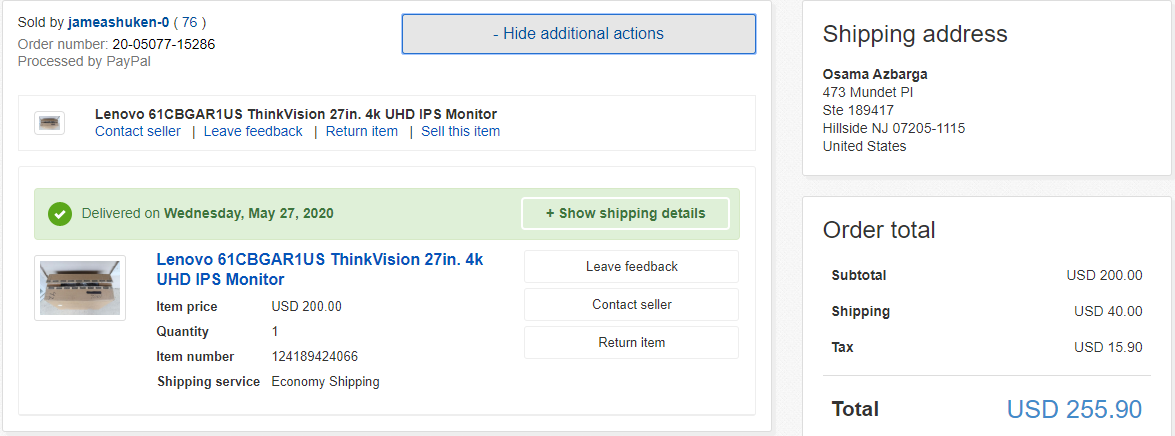 Sold by jameashuken-0 ( 76 )
Order number: 20-05077-15286
Processed by PayPal
- Hide additional actions
Lenovo 61CBGAR1US ThinkVision 27in. 4k UHD IPS Monitor
Contact seller | Leave feedback | Return item | Sell this item
Delivered on Wednesday, May 27, 2020
+ Show shipping details
Lenovo 61CBGAR1US ThinkVision 27in. 4k
UHD IPS Monitor
Item price USD 200.00
Quantity 1
Item number 124189424066
Shipping service Economy Shipping
Leave feedback
Contact seller
Return item
Shipping address
Osama Azbarga
473 Mundet Pl
Ste 189417
Hillside NJ 07205-1115
United States
Order total
Subtotal USD 200.00
Shipping USD 40.00
Tax USD 15.90
Total USD 255.90